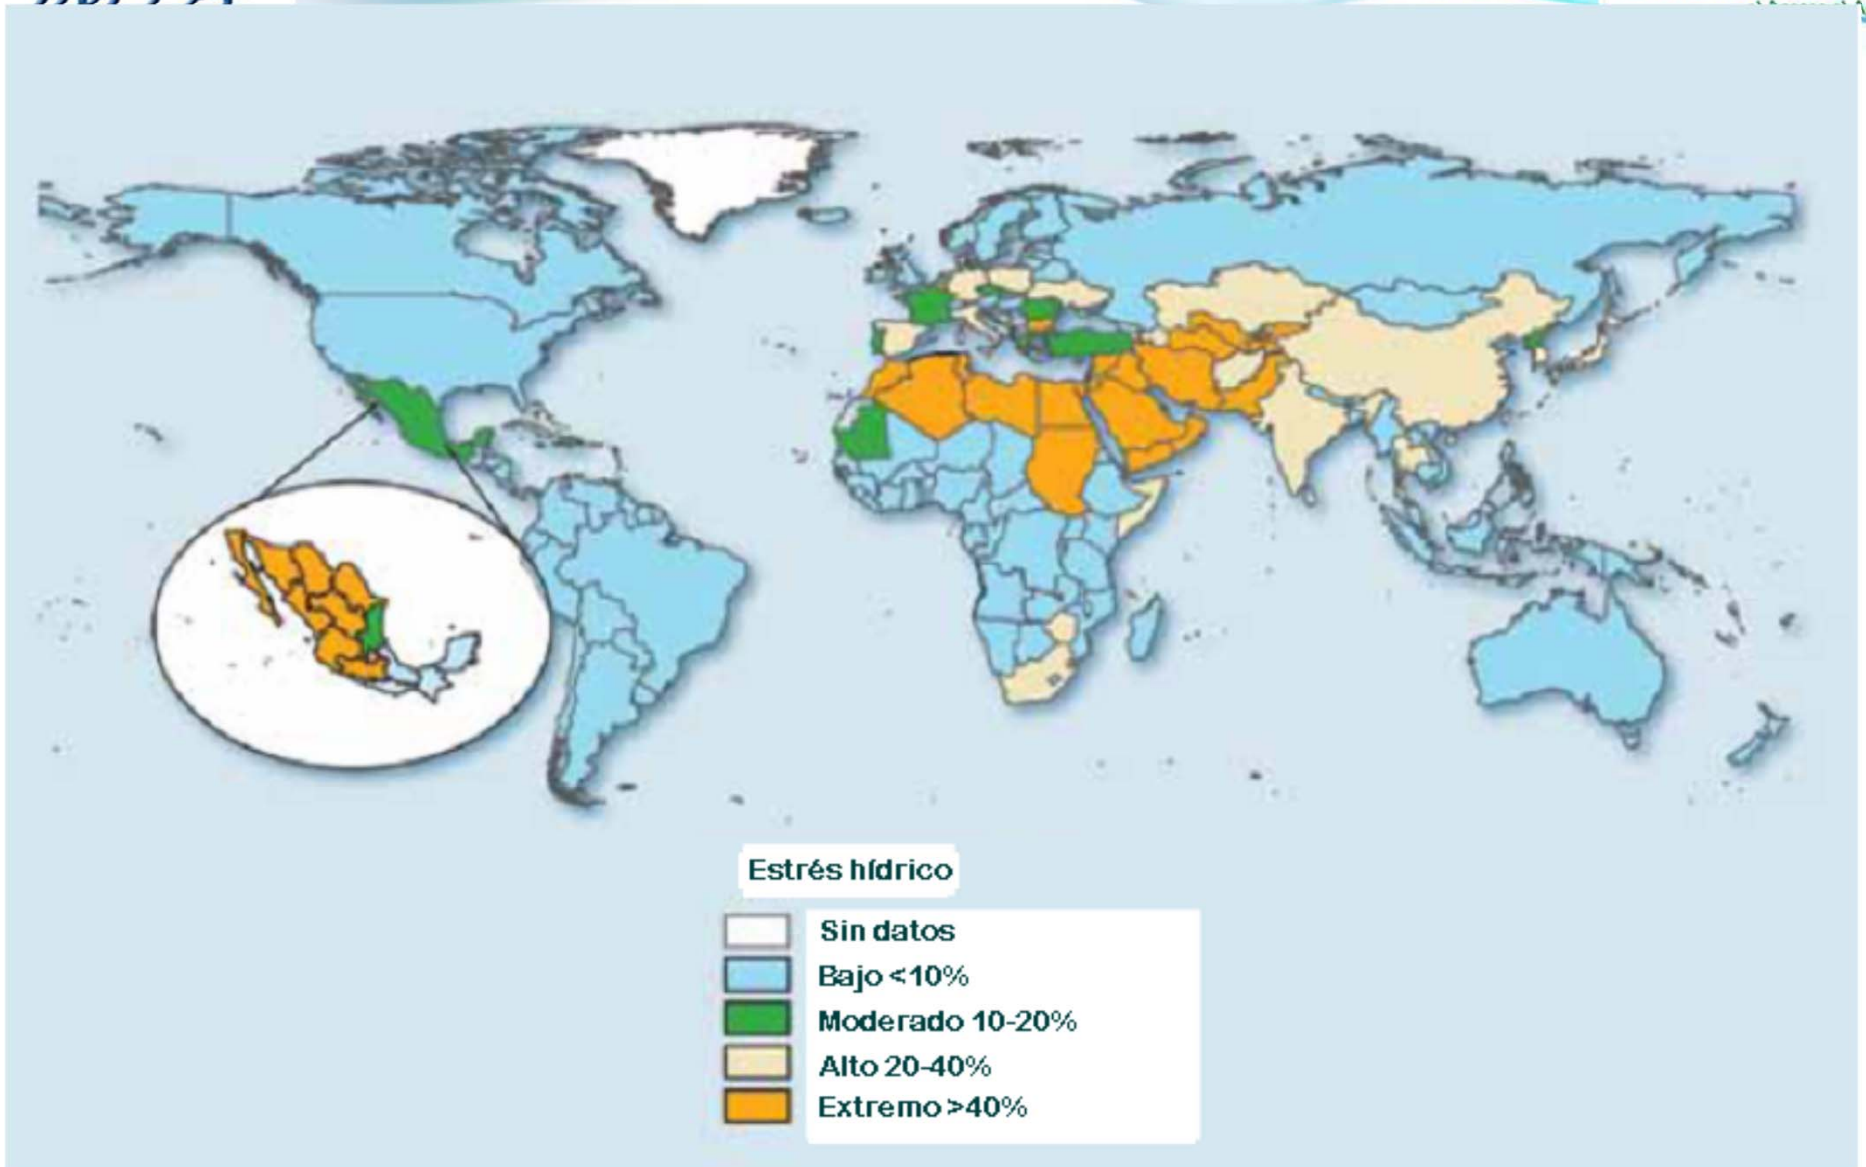 Estrés hídrico
Sin datos
Bajo <10%
Moderado 10-20%
Alto 20-40%
Extremo >40%